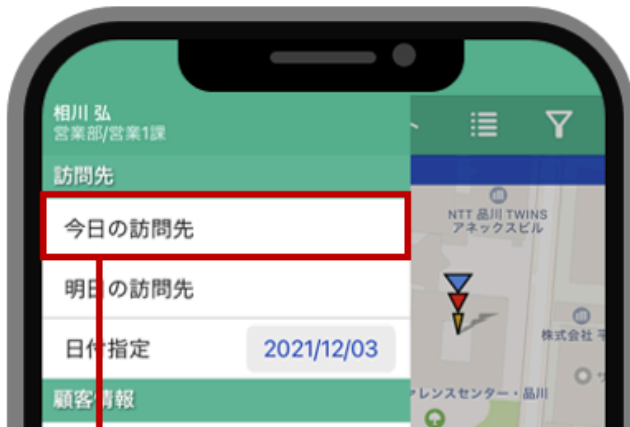 相川 弘
営業部/営業1課
訪問先
今日の訪問先
明日の訪問先
日付指定
2021/12/03
顧客情報
NTT 品川 TWINS
アネックスビル
株式会社
レンスセンター・品川